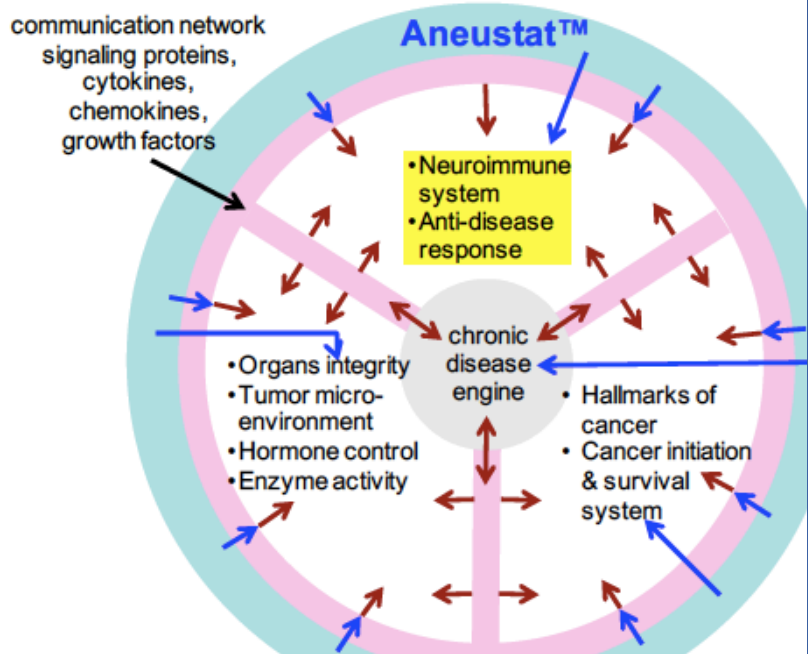 communication network
signaling proteins,
cytokines,
chemokines,
growth factors
Aneustat™
•Neuroimmune
system
•Anti-disease
response
chronic
disease
engine
•Organs integrity
•Tumor micro-
environment
•Hormone control
•Enzyme activity
• Hallmarks of
cancer
• Cancer initiation
& survival
system